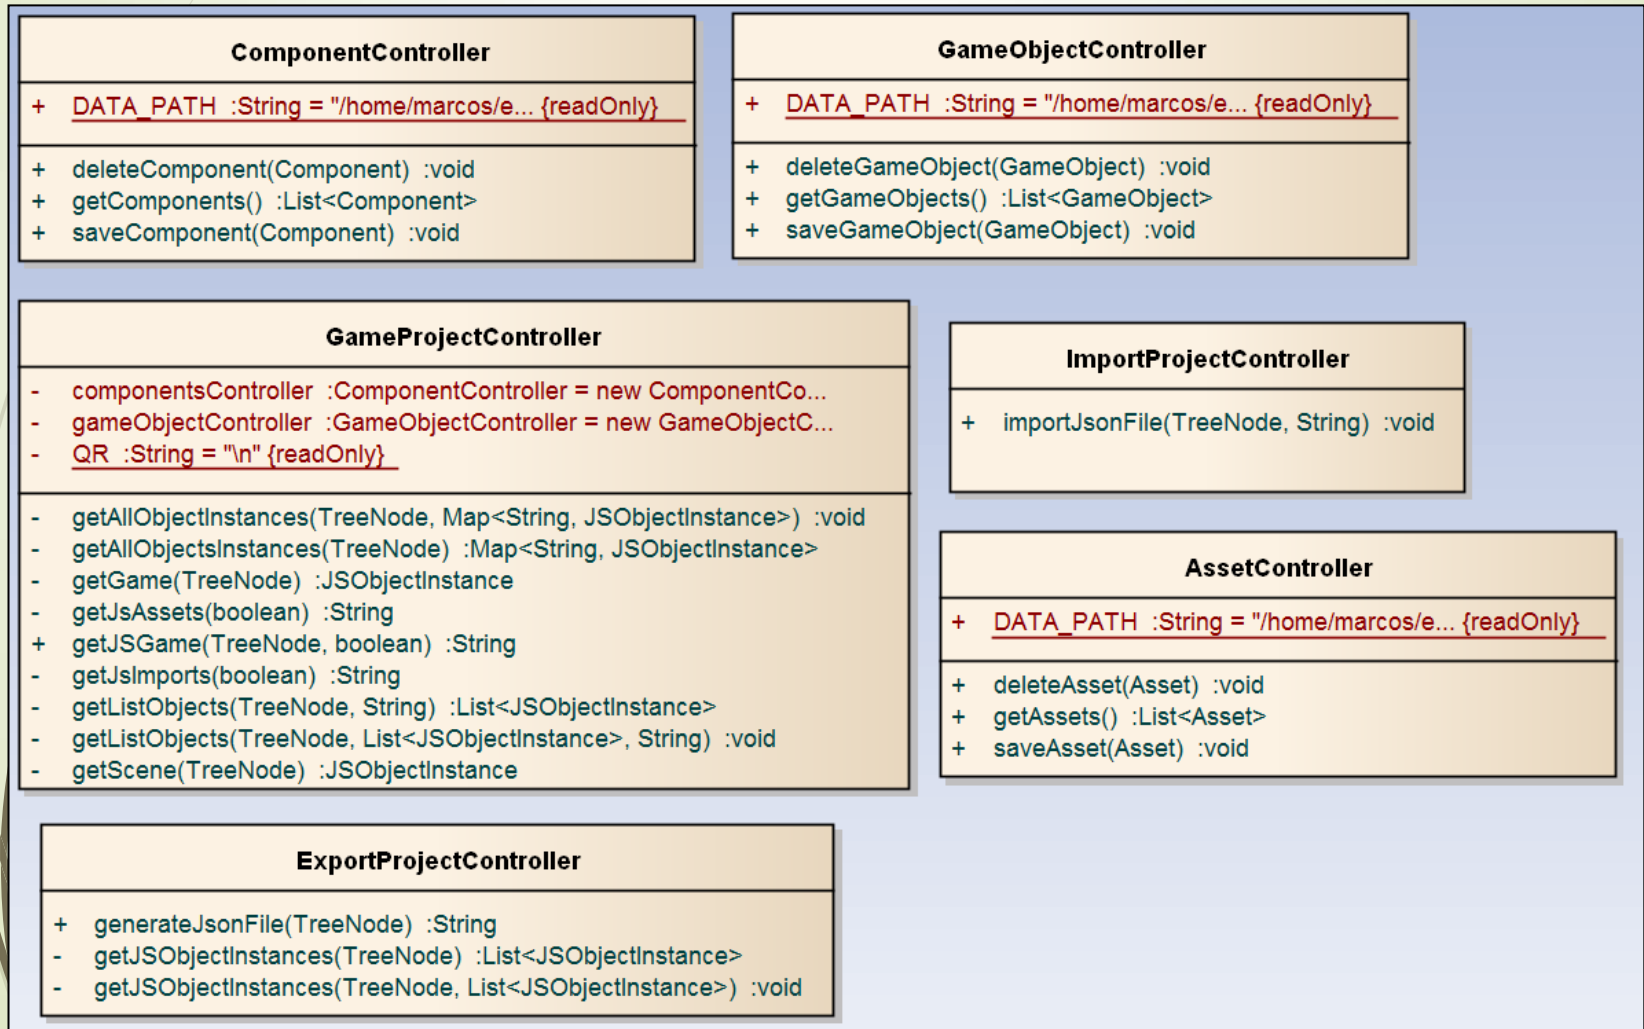 ComponentController
+ DATA_PATH :String = "/home/marcos/e... {readOnly}
+ deleteComponent(Component) :void
+ getComponents() :List<Component>
+ saveComponent(Component) :void
GameObjectController
+ DATA_PATH :String = "/home/marcos/e... {readOnly}
+ deleteGameObject(GameObject) :void
+ getGameObjects() :List<GameObject>
+ saveGameObject(GameObject) :void
GameProjectController
- componentsController :ComponentController = new ComponentCo...
- gameObjectController :GameObjectController = new GameObjectC...
- QR :String = "\n" {readOnly}
- getAllObjectInstances(TreeNode, Map<String, JSObjectInstance>) :void
- getAllObjectsInstances(TreeNode) :Map<String, JSObjectInstance>
- getGame(TreeNode) :JSObjectInstance
- getJsAssets(boolean) :String
+ getJSGame(TreeNode, boolean) :String
- getJsImports(boolean) :String
- getListObjects(TreeNode, String) :List<JSObjectInstance>
- getListObjects(TreeNode, List<JSObjectInstance>, String) :void
- getScene(TreeNode) :JSObjectInstance
ImportProjectController
+ importJsonFile(TreeNode, String) :void
AssetController
+ DATA_PATH :String = "/home/marcos/e... {readOnly}
+ deleteAsset(Asset) :void
+ getAssets() :List<Asset>
+ saveAsset(Asset) :void
ExportProjectController
+ generateJsonFile(TreeNode) :String
- getJSObjectInstances(TreeNode) :List<JSObjectInstance>
- getJSObjectInstances(TreeNode, List<JSObjectInstance>) :void